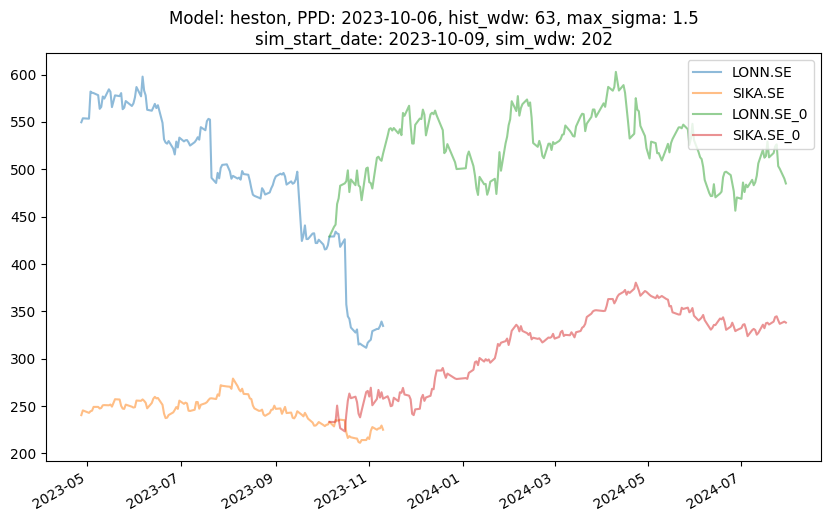 Model: heston, PPD: 2023-10-06, hist_wdw: 63, max_sigma: 1.5
sim_start_date: 2023-10-09, sim_wdw: 202
LONN.SE
SIKA.SE
LONN.SE_0
SIKA.SE_0
600
550
500
450
400
350
300
250
200
2023-05
2023-07
2023-09
2023-11
2024-01
2024-03
2024-05
2024-07